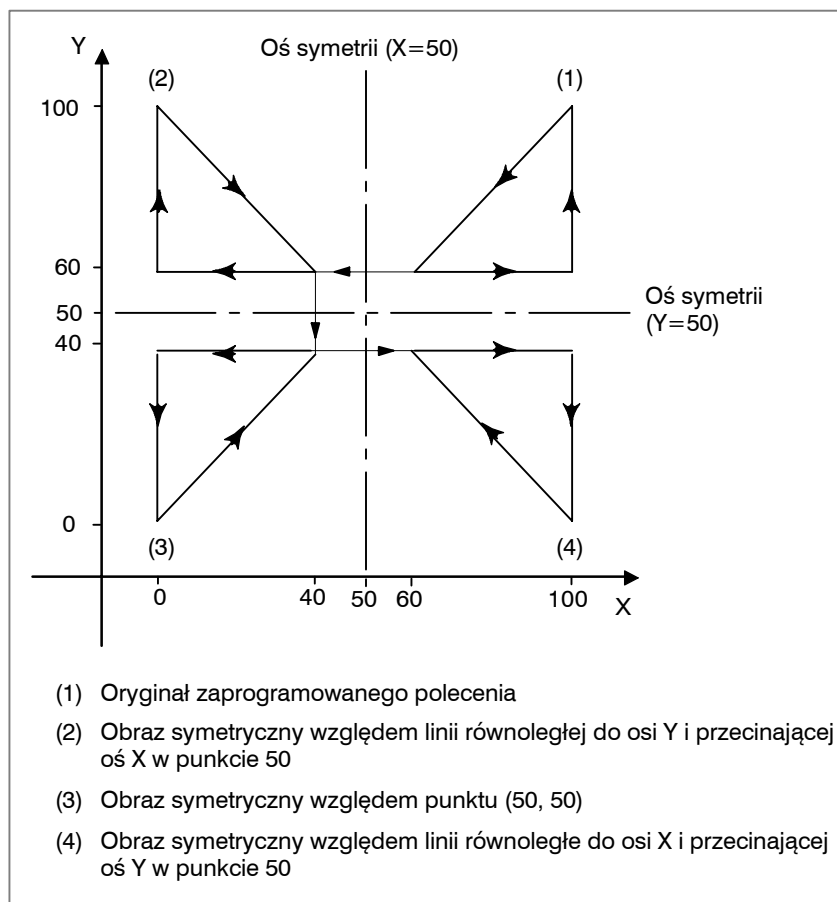 Y
Oś symetrii (X=50)
(2)
(1)
100
60
50
40
0
Oś symetrii
(Y=50)
(3)
(4)
0
40
50
60
100
X
(1) Oryginał zaprogramowanego polecenia
(2) Obraz symetryczny względem linii równoległej do osi Y i przecinającej
oś X w punkcie 50
(3) Obraz symetryczny względem punktu (50, 50)
(4) Obraz symetryczny względem linii równoległe do osi X i przecinającej
oś Y w punkcie 50